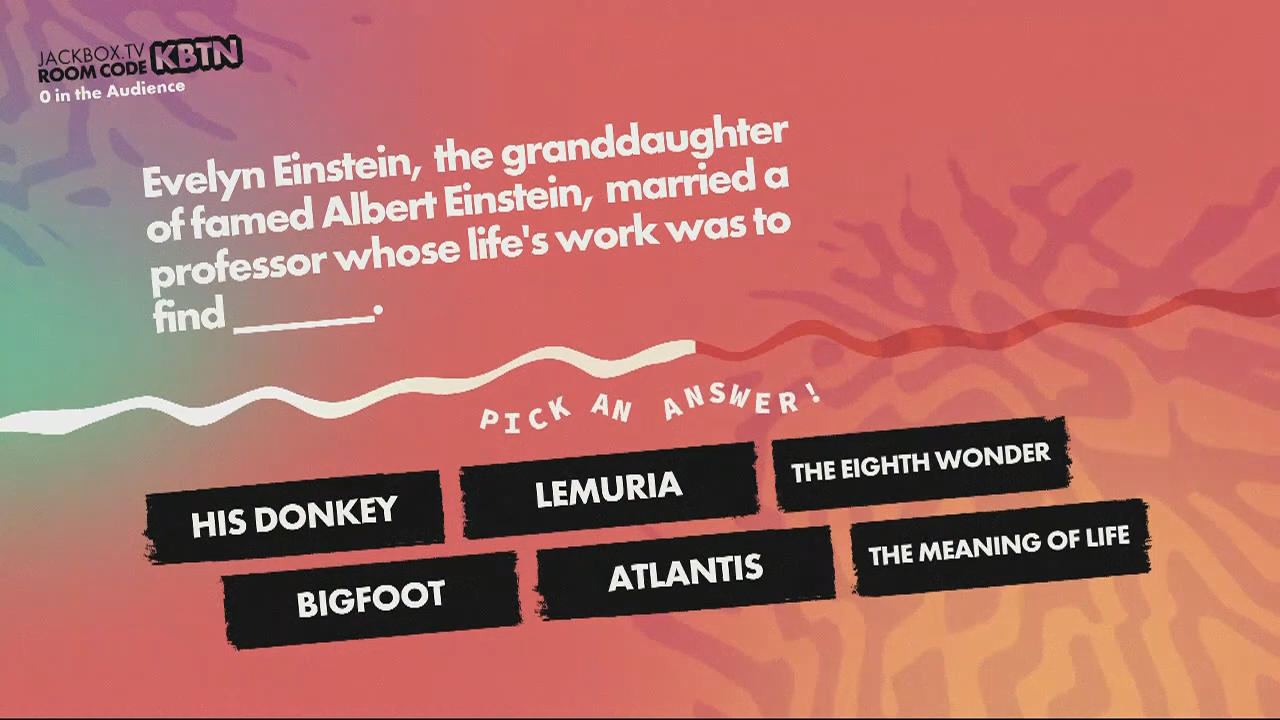 JACKBOX.TV
ROOM CODE KBTN
0 in the Audience
Evelyn Einstein, the granddaughter
of famed Albert Einstein, married a
professor whose life's work was to
find ________.
PICK AN ANSWER!
HIS DONKEY
LEMURIA
THE EIGHTH WONDER
BIGFOOT
ATLANTIS
THE MEANING OF LIFE